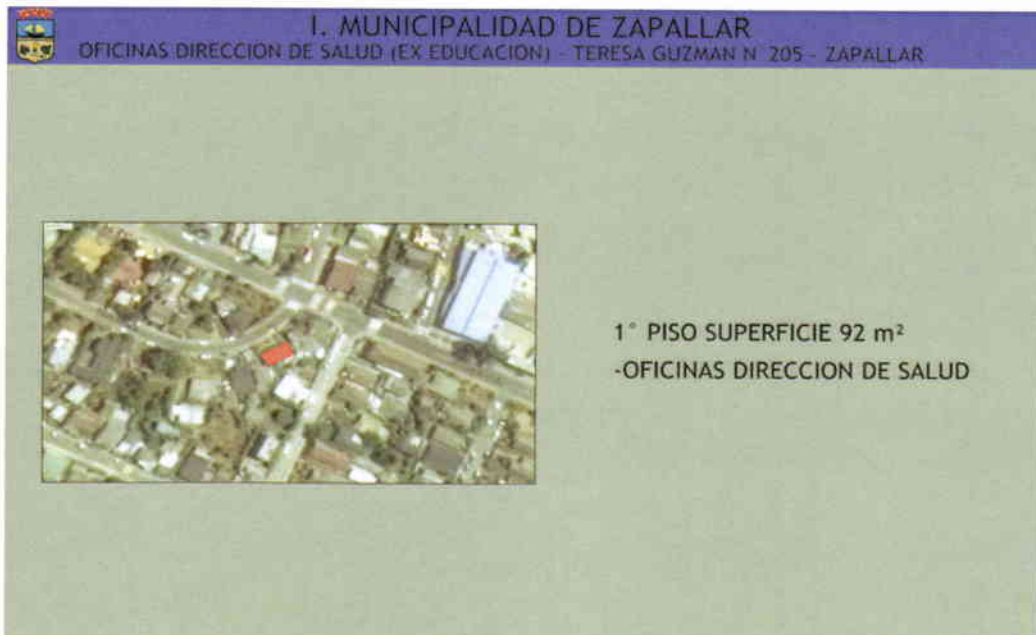 I. MUNICIPALIDAD DE ZAPALLAR
OFICINAS DIRECCION DE SALUD (EX EDUCACION) - TERESA GUZMAN N 205 - ZAPALLAR
1° PISO SUPERFICIE 92 m²
-OFICINAS DIRECCION DE SALUD